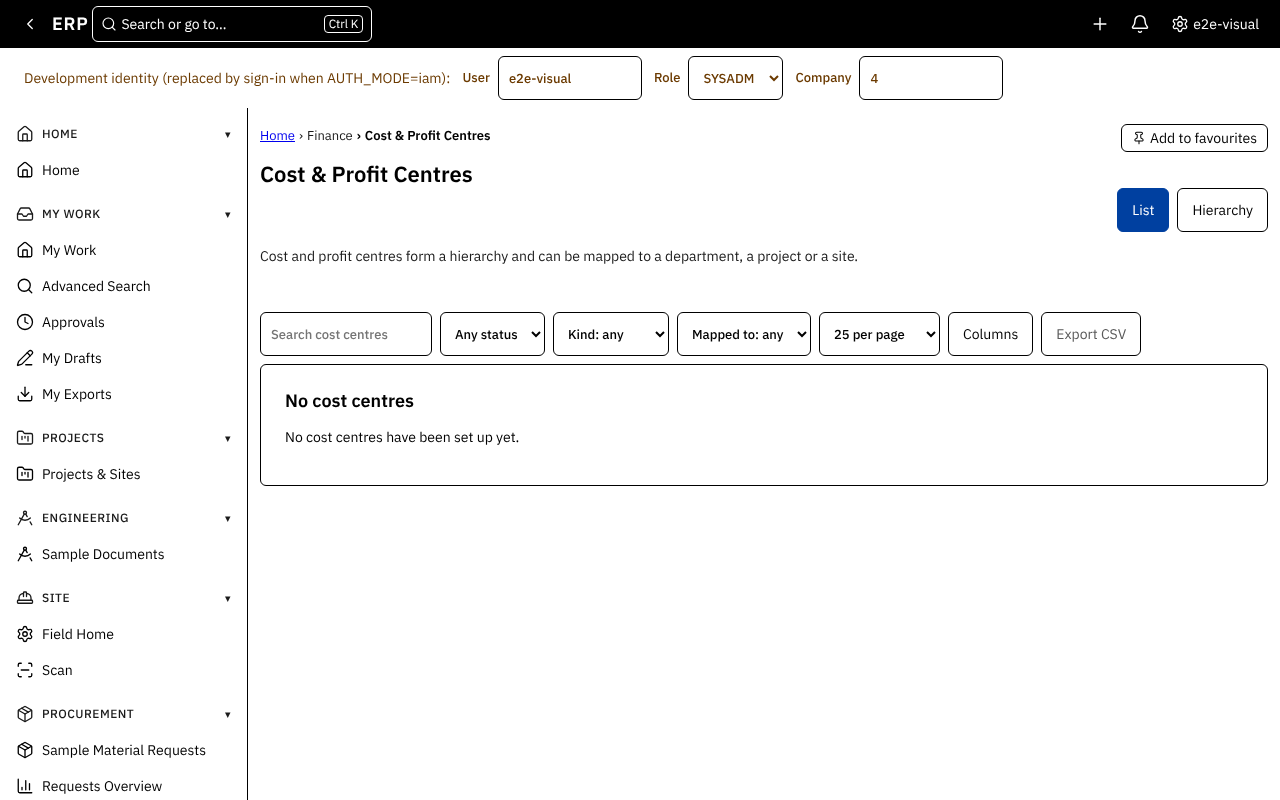 ERP
Search or go to...
Ctrl K
e2e-visual
Development identity (replaced by sign-in when AUTH_MODE=iam):
User
e2e-visual
Role
SYSADM
Company
4
HOME
Home
MY WORK
My Work
Advanced Search
Approvals
My Drafts
My Exports
PROJECTS
Projects & Sites
ENGINEERING
Sample Documents
SITE
Field Home
Scan
PROCUREMENT
Sample Material Requests
Requests Overview
Home › Finance › Cost & Profit Centres
Add to favourites
Cost & Profit Centres
List
Hierarchy
Cost and profit centres form a hierarchy and can be mapped to a department, a project or a site.
Search cost centres
Any status
Kind: any
Mapped to: any
25 per page
Columns
Export CSV
No cost centres
No cost centres have been set up yet.